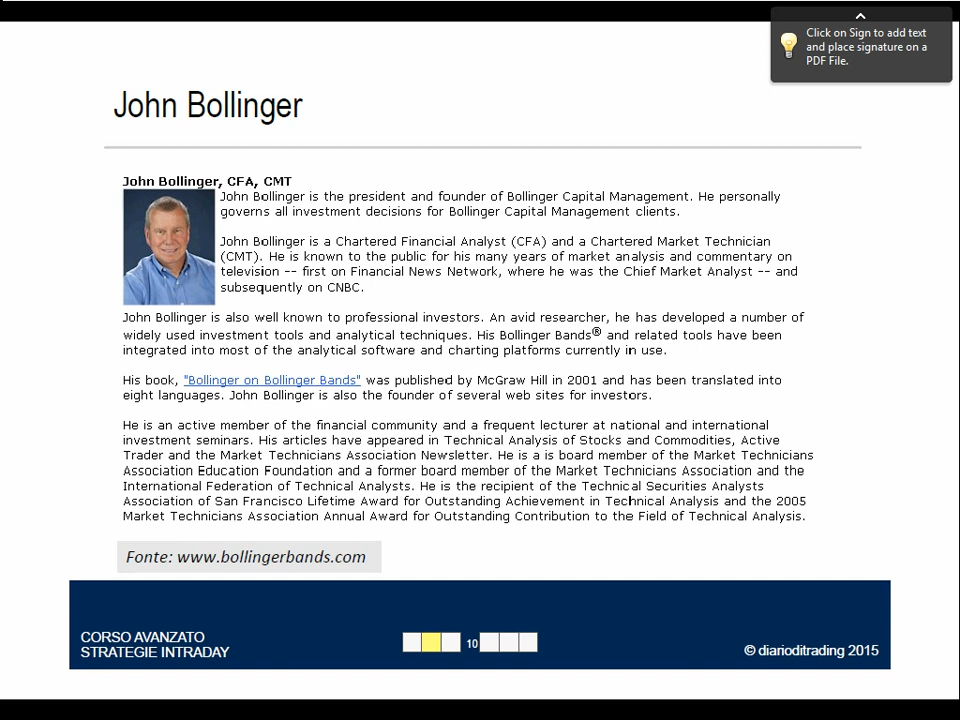 Click on Sign to add text
and place signature on a
PDF File.
John Bollinger
John Bollinger, CFA, CMT
John Bollinger is the president and founder of Bollinger Capital Management. He personally
governs all investment decisions for Bollinger Capital Management clients.
John Bollinger is a Chartered Financial Analyst (CFA) and a Chartered Market Technician
(CMT). He is known to the public for his many years of market analysis and commentary on
television -- first on Financial News Network, where he was the Chief Market Analyst -- and
subsequently on CNBC.
John Bollinger is also well known to professional investors. An avid researcher, he has developed a number of
widely used investment tools and analytical techniques. His Bollinger Bands® and related tools have been
integrated into most of the analytical software and charting platforms currently in use.
His book, "Bollinger on Bollinger Bands" was published by McGraw Hill in 2001 and has been translated into
eight languages. John Bollinger is also the founder of several web sites for investors.
He is an active member of the financial community and a frequent lecturer at national and international
investment seminars. His articles have appeared in Technical Analysis of Stocks and Commodities, Active
Trader and the Market Technicians Association Newsletter. He is a is board member of the Market Technicians
Association Education Foundation and a former board member of the Market Technicians Association and the
International Federation of Technical Analysts. He is the recipient of the Technical Securities Analysts
Association of San Francisco Lifetime Award for Outstanding Achievement in Technical Analysis and the 2005
Market Technicians Association Annual Award for Outstanding Contribution to the Field of Technical Analysis.
Fonte: www.bollingerbands.com
CORSO AVANZATO
STRATEGIE INTRADAY
10
© diarioditrading 2015